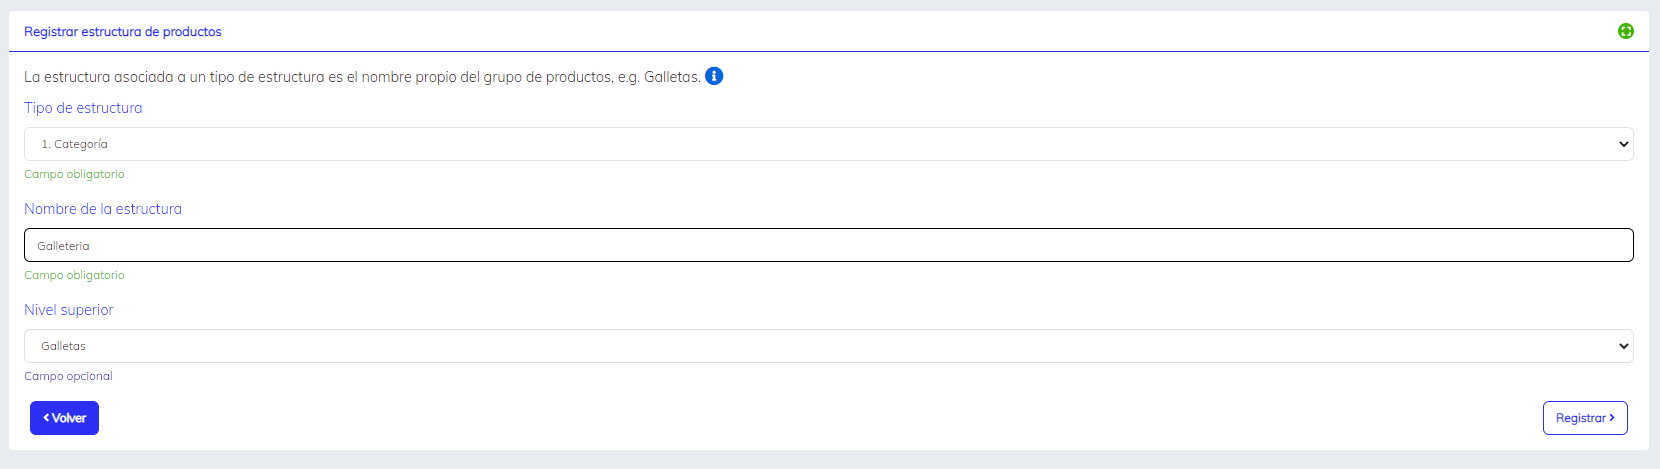 Registrar estructura de productos
La estructura asociada a un tipo de estructura es el nombre propio del grupo de productos, e.g. Galletas.
Tipo de estructura
1. Categoría
Campo obligatorio
Nombre de la estructura
Galleteria
Campo obligatorio
Nivel superior
Galletas
Campo opcional
Volver
Registrar